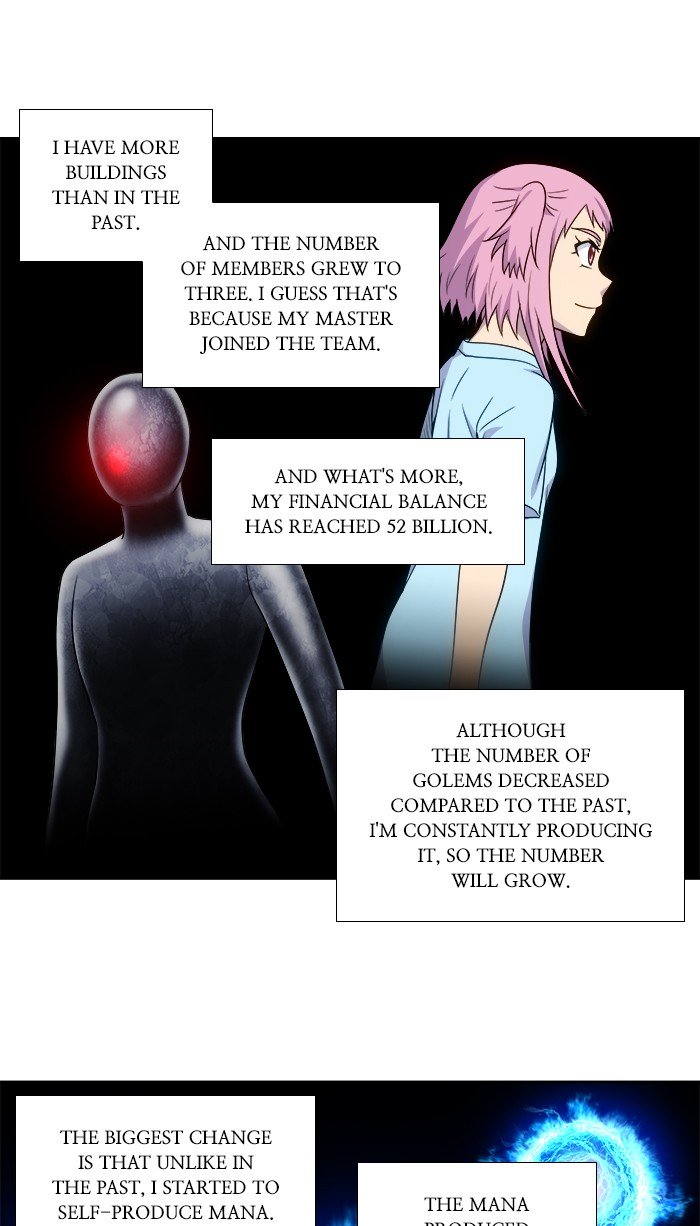 I HAVE MORE
BUILDINGS
THAN IN THE
PAST.
AND THE NUMBER
OF MEMBERS GREW TO
THREE. I GUESS THAT'S
BECAUSE MY MASTER
JOINED THE TEAM.
AND WHAT'S MORE,
MY FINANCIAL BALANCE
HAS REACHED 52 BILLION.
ALTHOUGH
THE NUMBER OF
GOLEMS DECREASED
COMPARED TO THE PAST,
I'M CONSTANTLY PRODUCING
IT, SO THE NUMBER
WILL GROW.
THE BIGGEST CHANGE
IS THAT UNLIKE IN
THE PAST, I STARTED TO
SELF-PRODUCE MANA.
THE MANA
PRODUCED